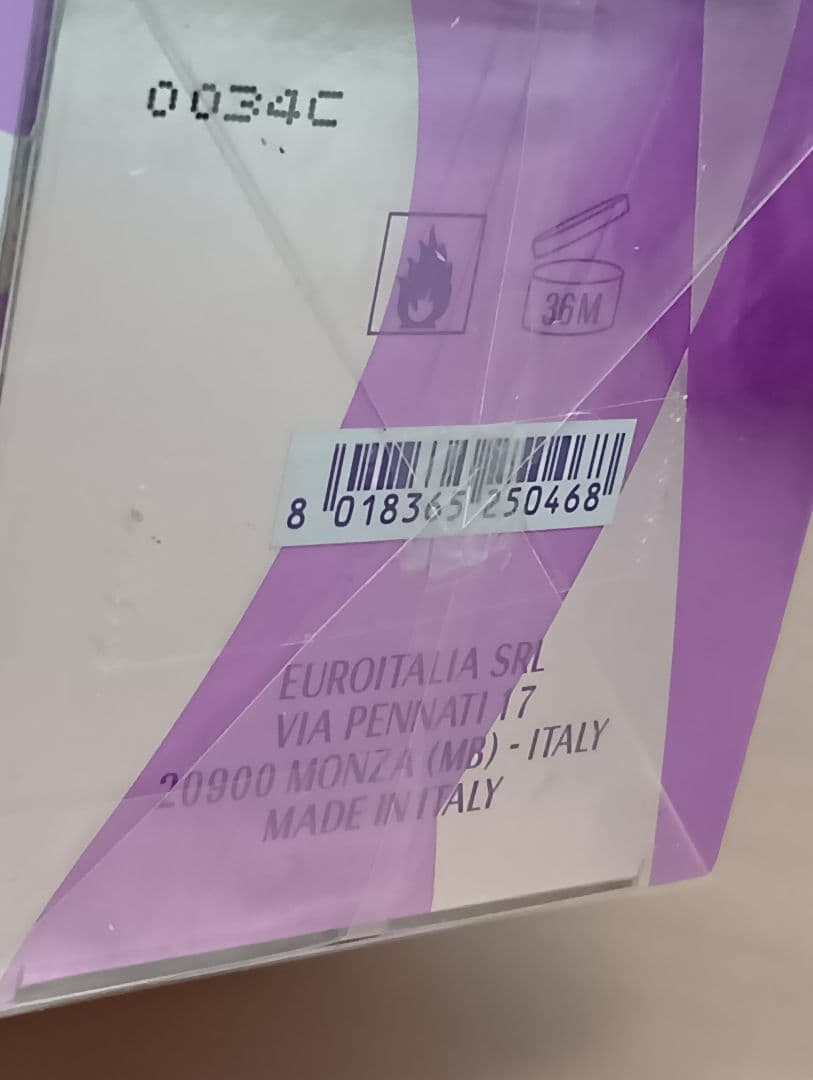 0034C
36M
8 018365 250468
EUROITALIA SRL
VIA PENNATI 17
20900 MONZA (MB) - ITALY
MADE IN ITALY